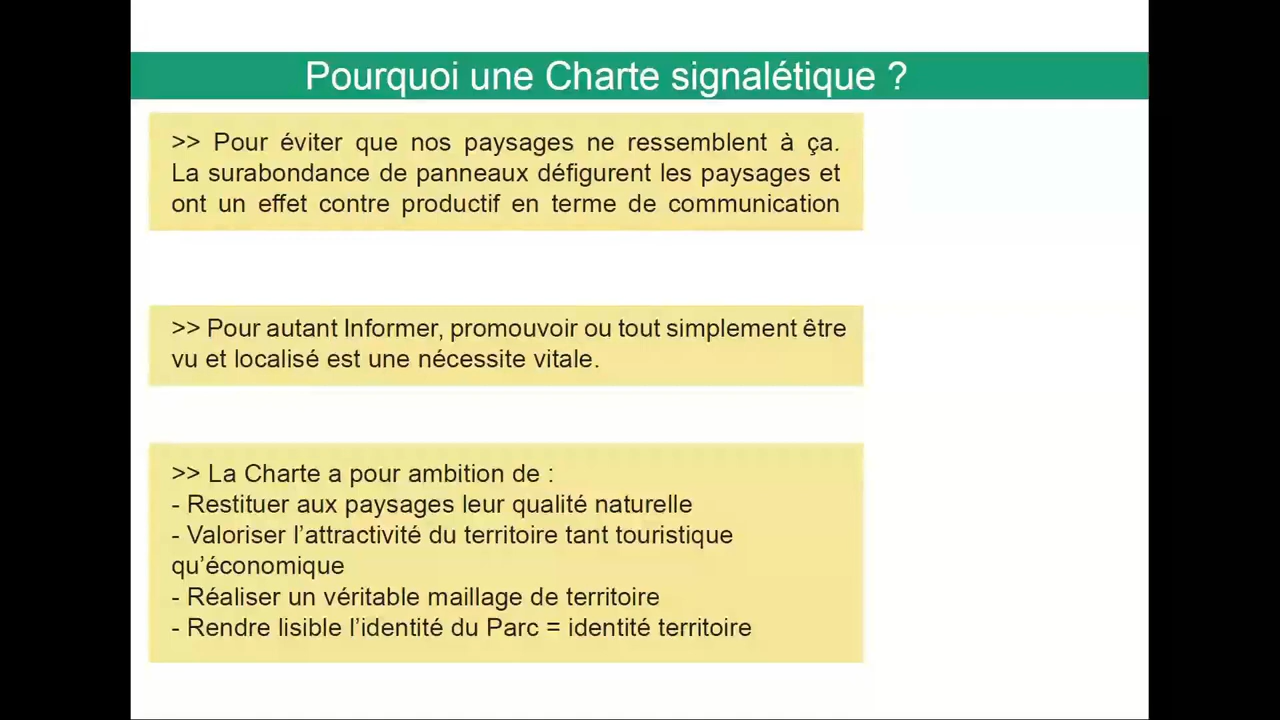 Pourquoi une Charte signalétique ?
>> Pour éviter que nos paysages ne ressemblent à ça.
La surabondance de panneaux défigurent les paysages et
ont un effet contre productif en terme de communication
>> Pour autant Informer, promouvoir ou tout simplement être
vu et localisé est une nécessite vitale.
>> La Charte a pour ambition de :
- Restituer aux paysages leur qualité naturelle
- Valoriser l’attractivité du territoire tant touristique
qu’économique
- Réaliser un véritable maillage de territoire
- Rendre lisible l’identité du Parc = identité territoire